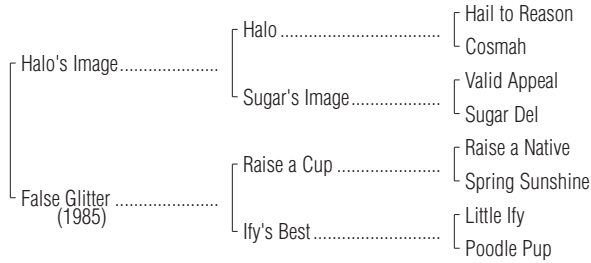 Hail to Reason
Halo
Cosmah
Halo's Image
Valid Appeal
Sugar's Image
Sugar Del
Raise a Native
Raise a Cup
Spring Sunshine
False Glitter
(1985)
Little Ify
Ify's Best
Poodle Pup